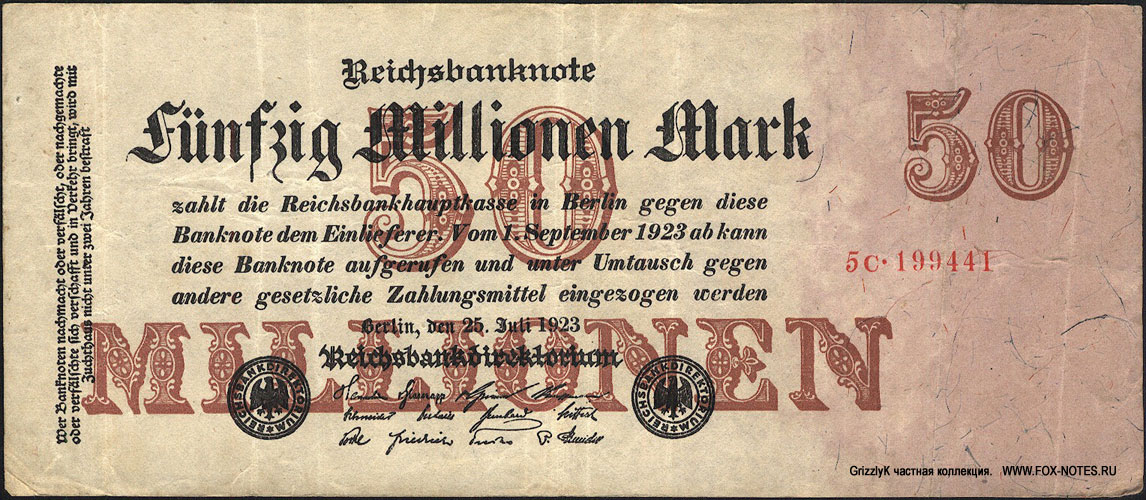 Reichsbanknote
Fünfzig Millionen Mark
50
50
zahlt die Reichsbankhauptkasse in Berlin gegen diese
Banknote dem Einlieferer. Vom 1. September 1923 ab kann
diese Banknote aufgerufen und unter Umtausch gegen
andere gesetzliche Zahlungsmittel eingezogen werden
5C·199441
MILLIONEN
Berlin, den 25. Juli 1923
Reichsbankdirektorium
REICHSBANKDIREKTORIUM
REICHSBANKDIREKTORIUM
Wer Banknoten nachmacht oder verfälscht, oder nachgemachte
oder verfälschte sich verschafft und in Verkehr bringt, wird mit
Zuchthaus nicht unter zwei Jahren bestraft
GrizzlyK частная коллекция. WWW.FOX-NOTES.RU